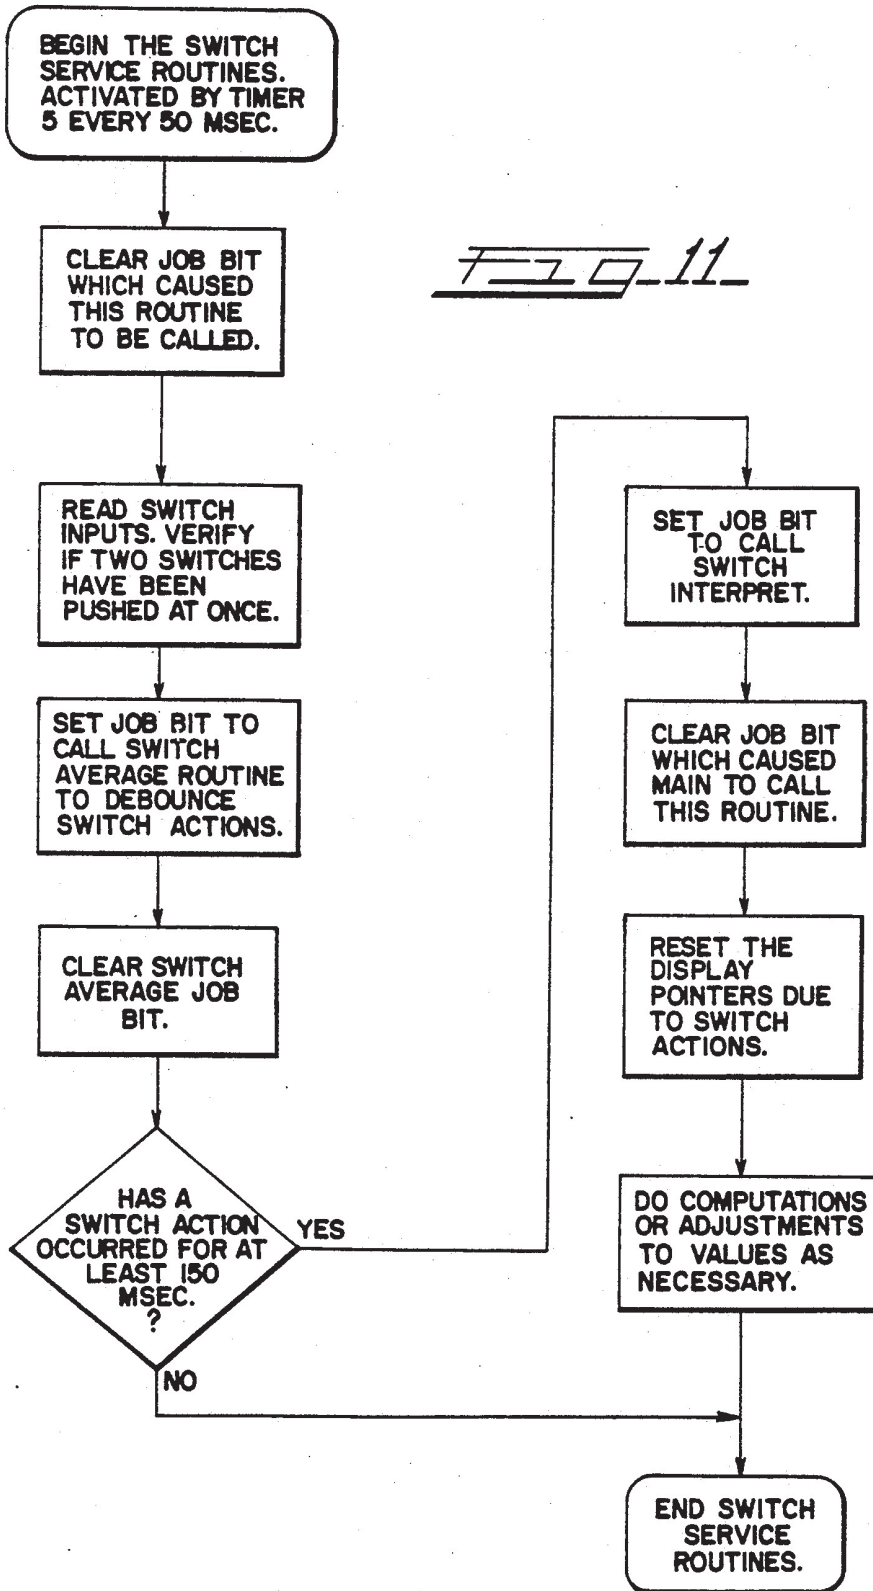 BEGIN THE SWITCH
SERVICE ROUTINES.
ACTIVATED BY TIMER
5 EVERY 50 MSEC.
CLEAR JOB BIT
WHICH CAUSED
THIS ROUTINE
TO BE CALLED.
READ SWITCH
INPUTS. VERIFY
IF TWO SWITCHES
HAVE BEEN
PUSHED AT ONCE.
SET JOB BIT TO
CALL SWITCH
AVERAGE ROUTINE
TO DEBOUNCE
SWITCH ACTIONS.
CLEAR SWITCH
AVERAGE JOB
BIT.
HAS A
SWITCH ACTION
OCCURRED FOR AT
LEAST 150
MSEC.
?
YES
NO
Fig. 11
SET JOB BIT
TO CALL
SWITCH
INTERPRET.
CLEAR JOB BIT
WHICH CAUSED
MAIN TO CALL
THIS ROUTINE.
RESET THE
DISPLAY
POINTERS DUE
TO SWITCH
ACTIONS.
DO COMPUTATIONS
OR ADJUSTMENTS
TO VALUES AS
NECESSARY.
END SWITCH
SERVICE
ROUTINES.